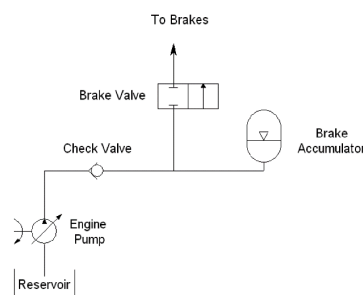 To Brakes
Brake Valve
Check Valve
Brake
Accumulator
Engine
Pump
Reservoir